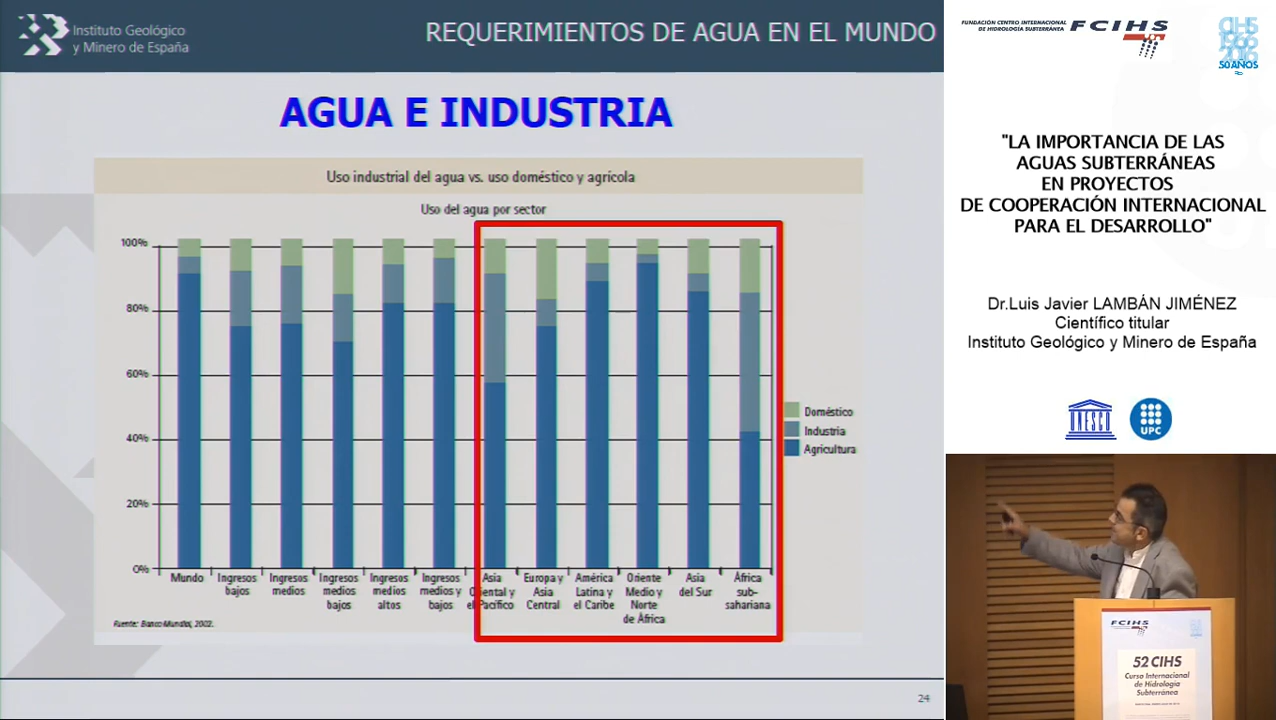 Instituto Geológico
y Minero de España
REQUERIMIENTOS DE AGUA EN EL MUNDO
AGUA E INDUSTRIA
Uso industrial del agua vs. uso doméstico y agrícola
Uso del agua por sector
100%
80%
60%
40%
20%
0%
Mundo
Ingresos
bajos
Ingresos
medios
Ingresos
medios
bajos
Ingresos
medios
altos
Ingresos
medios y
bajos
Asia
Oriental y
el Pacífico
Europa y
Asia
Central
América
Latina y
el Caribe
Oriente
Medio y
Norte
de África
Asia
del Sur
África
sub-
sahariana
Doméstico
Industria
Agricultura
Fuente: Banco Mundial, 2002.
24
FUNDACIÓN CENTRO INTERNACIONAL
DE HIDROLOGÍA SUBTERRÁNEA
FCIHS
CIHS
1966
2016
50 AÑOS
"LA IMPORTANCIA DE LAS
AGUAS SUBTERRÁNEAS
EN PROYECTOS
DE COOPERACIÓN INTERNACIONAL
PARA EL DESARROLLO"
Dr.Luis Javier LAMBÁN JIMÉNEZ
Científico titular
Instituto Geológico y Minero de España
UNESCO
UPC
FCIHS
52 CIHS
Curso Internacional
de Hidrología
Subterránea